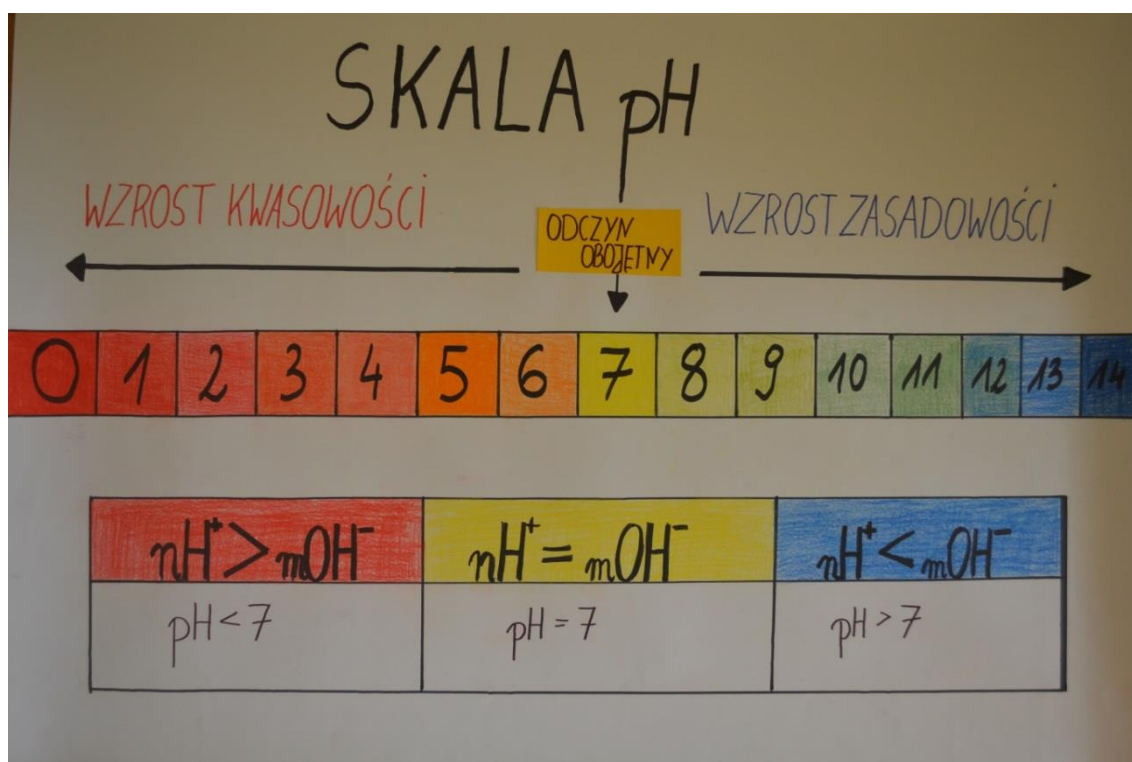 SKALA pH
WZROST KWASOWOŚCI
ODCZYN
OBOJĘTNY
WZROST ZASADOWOŚCI
0 1 2 3 4 5 6 7 8 9 10 11 12 13 14
nH⁺ > mOH⁻
nH⁺ = mOH⁻
nH⁺ < mOH⁻
pH < 7
pH = 7
pH > 7